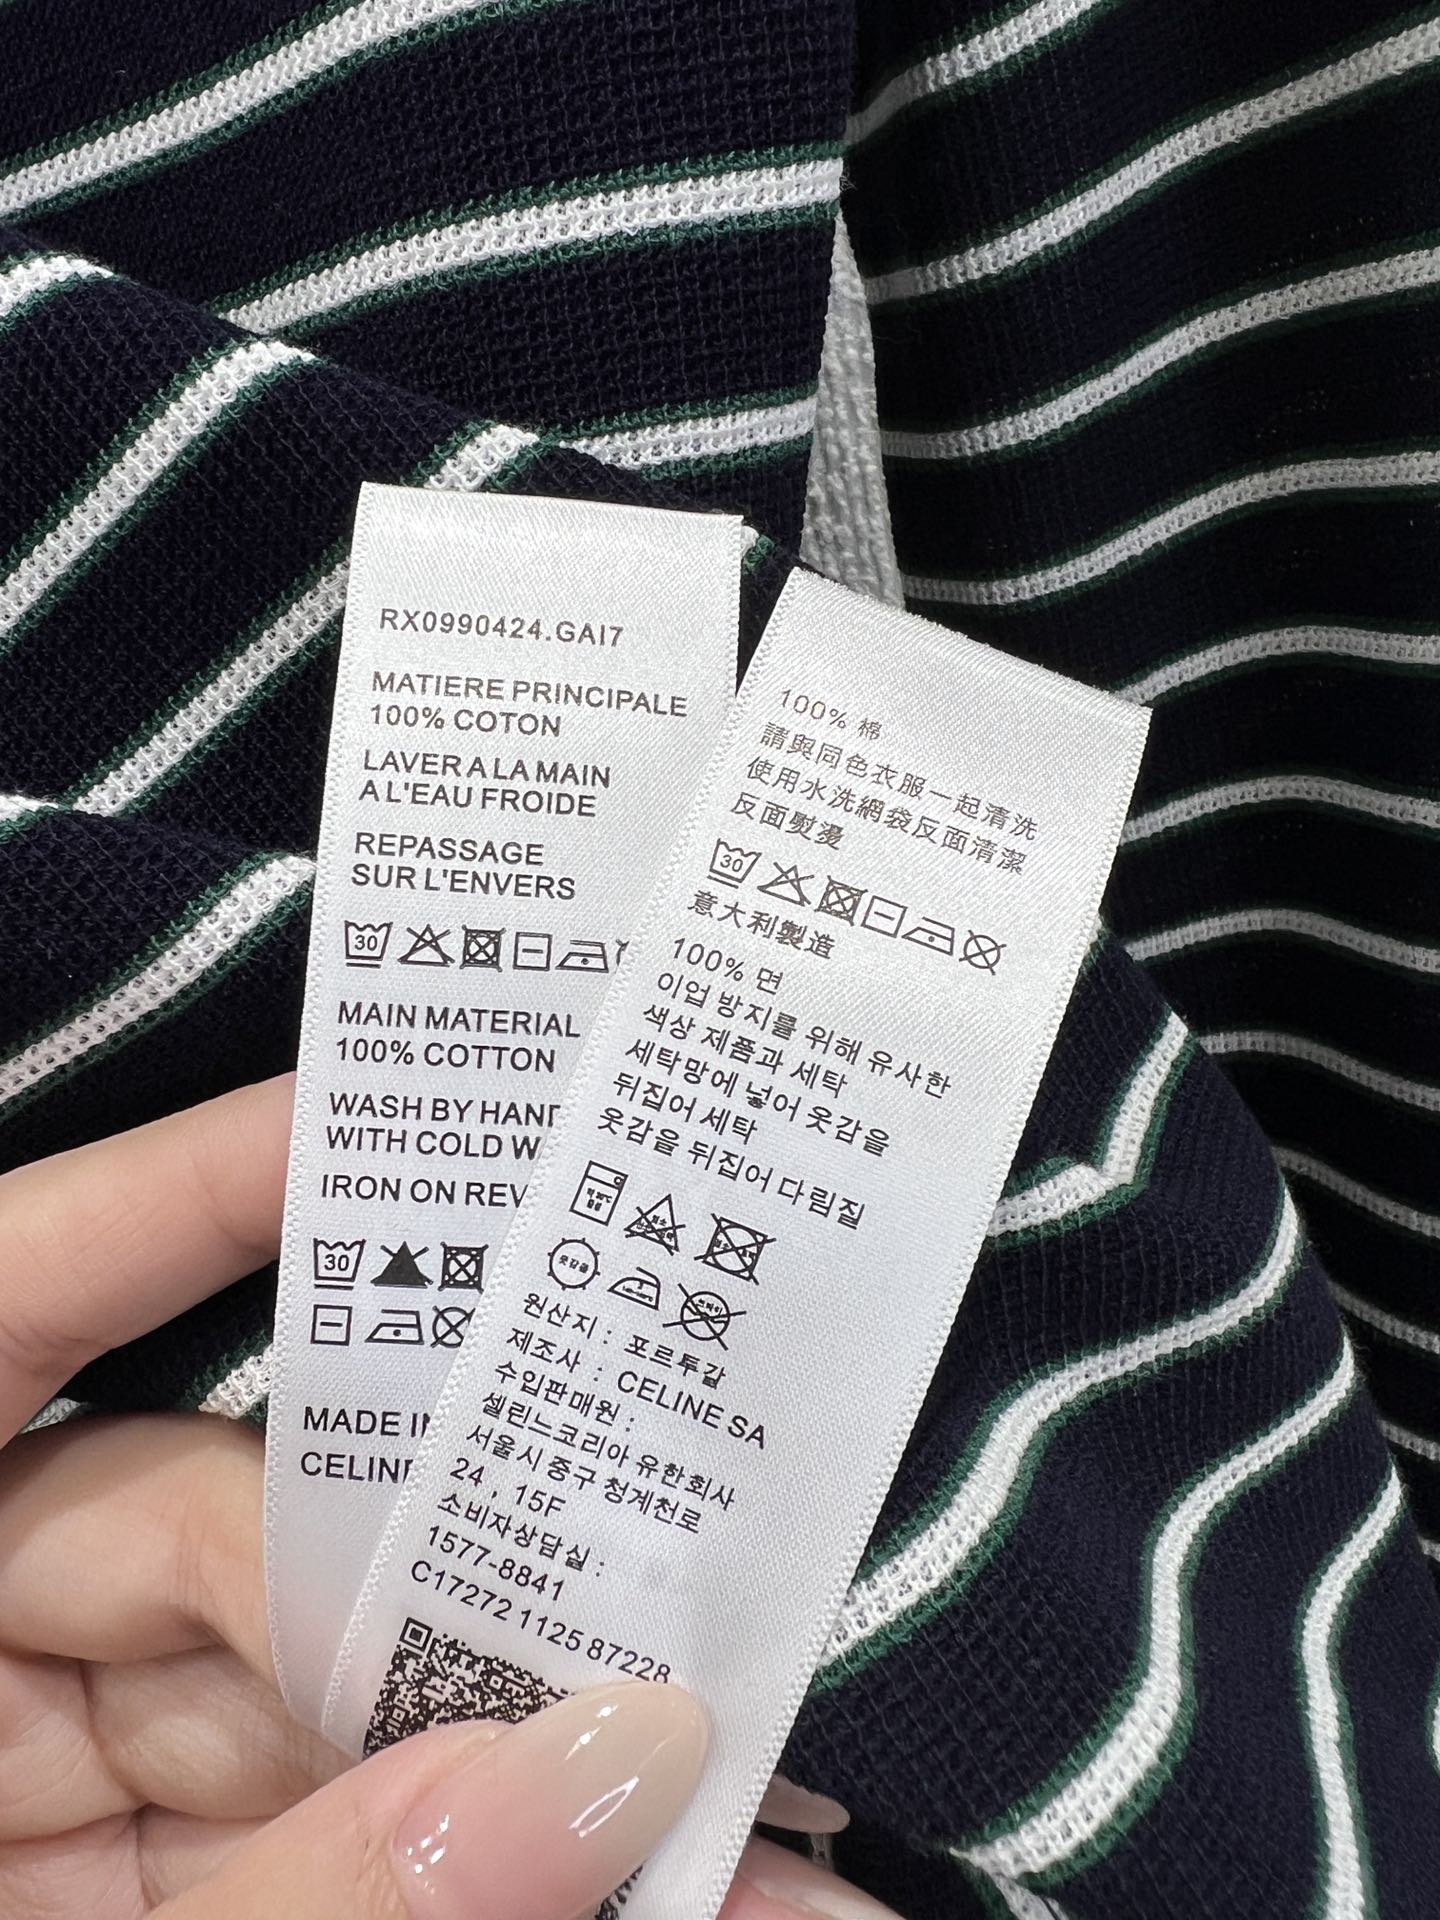 RX0990424.GAI7
MATIERE PRINCIPALE
100% COTON
LAVER A LA MAIN
A L'EAU FROIDE
REPASSAGE
SUR L'ENVERS
30
MAIN MATERIAL
100% COTTON
WASH BY HAND
WITH COLD W
IRON ON REV
30
MADE IN
CELINE
100% 棉
請與同色衣服一起清洗
使用水洗網袋反面清潔
反面熨燙
30
意大利製造
100% 면
이업 방지를 위해 유사한
색상 제품과 세탁
세탁망에 넣어 옷감을
뒤집어 세탁
옷감을 뒤집어 다림질
원산지 : 포르투갈
제조사 : CELINE SA
수입판매원 :
셀린느코리아 유한회사
서울시 중구 청계천로
24 , 15F
소비자상담실 :
1577-8841
C17272 1125 87228